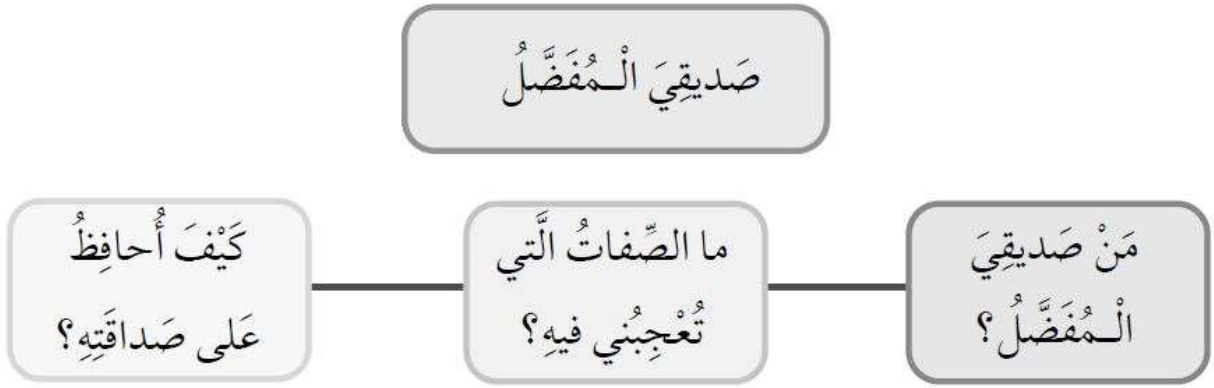 صَديقِيَ الْـمُفَضَّلُ
مَنْ صَديقِيَ
الْـمُفَضَّلُ؟
ما الصِّفاتُ الَّتي
تُعْجِبُني فيهِ؟
كَيْفَ أُحافِظُ
عَلى صَداقَتِهِ؟